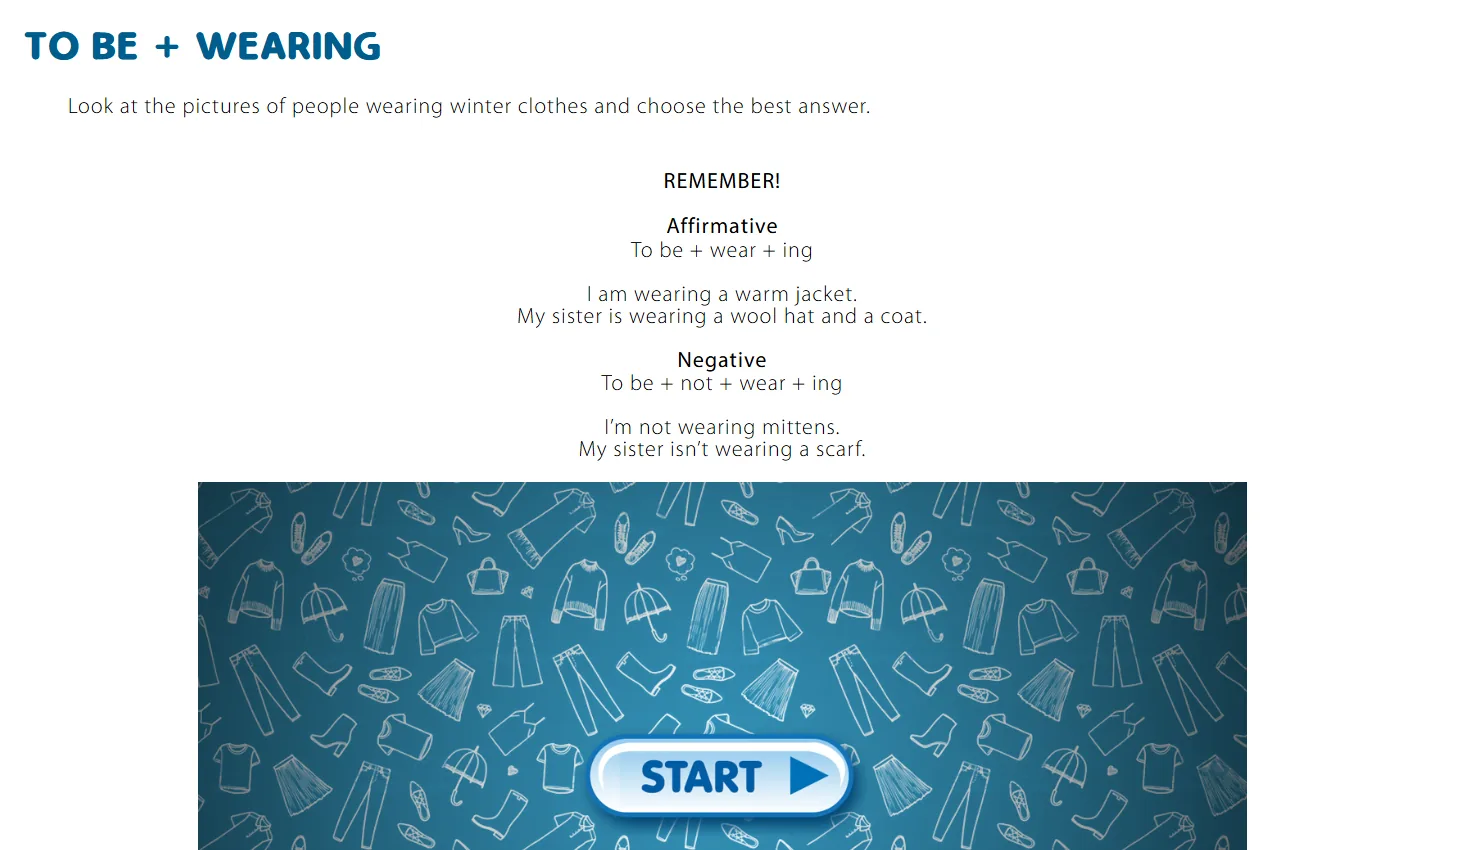 TO BE + WEARING
Look at the pictures of people wearing winter clothes and choose the best answer.
REMEMBER!
Affirmative
To be + wear + ing
I am wearing a warm jacket.
My sister is wearing a wool hat and a coat.
Negative
To be + not + wear + ing
I’m not wearing mittens.
My sister isn’t wearing a scarf.
START